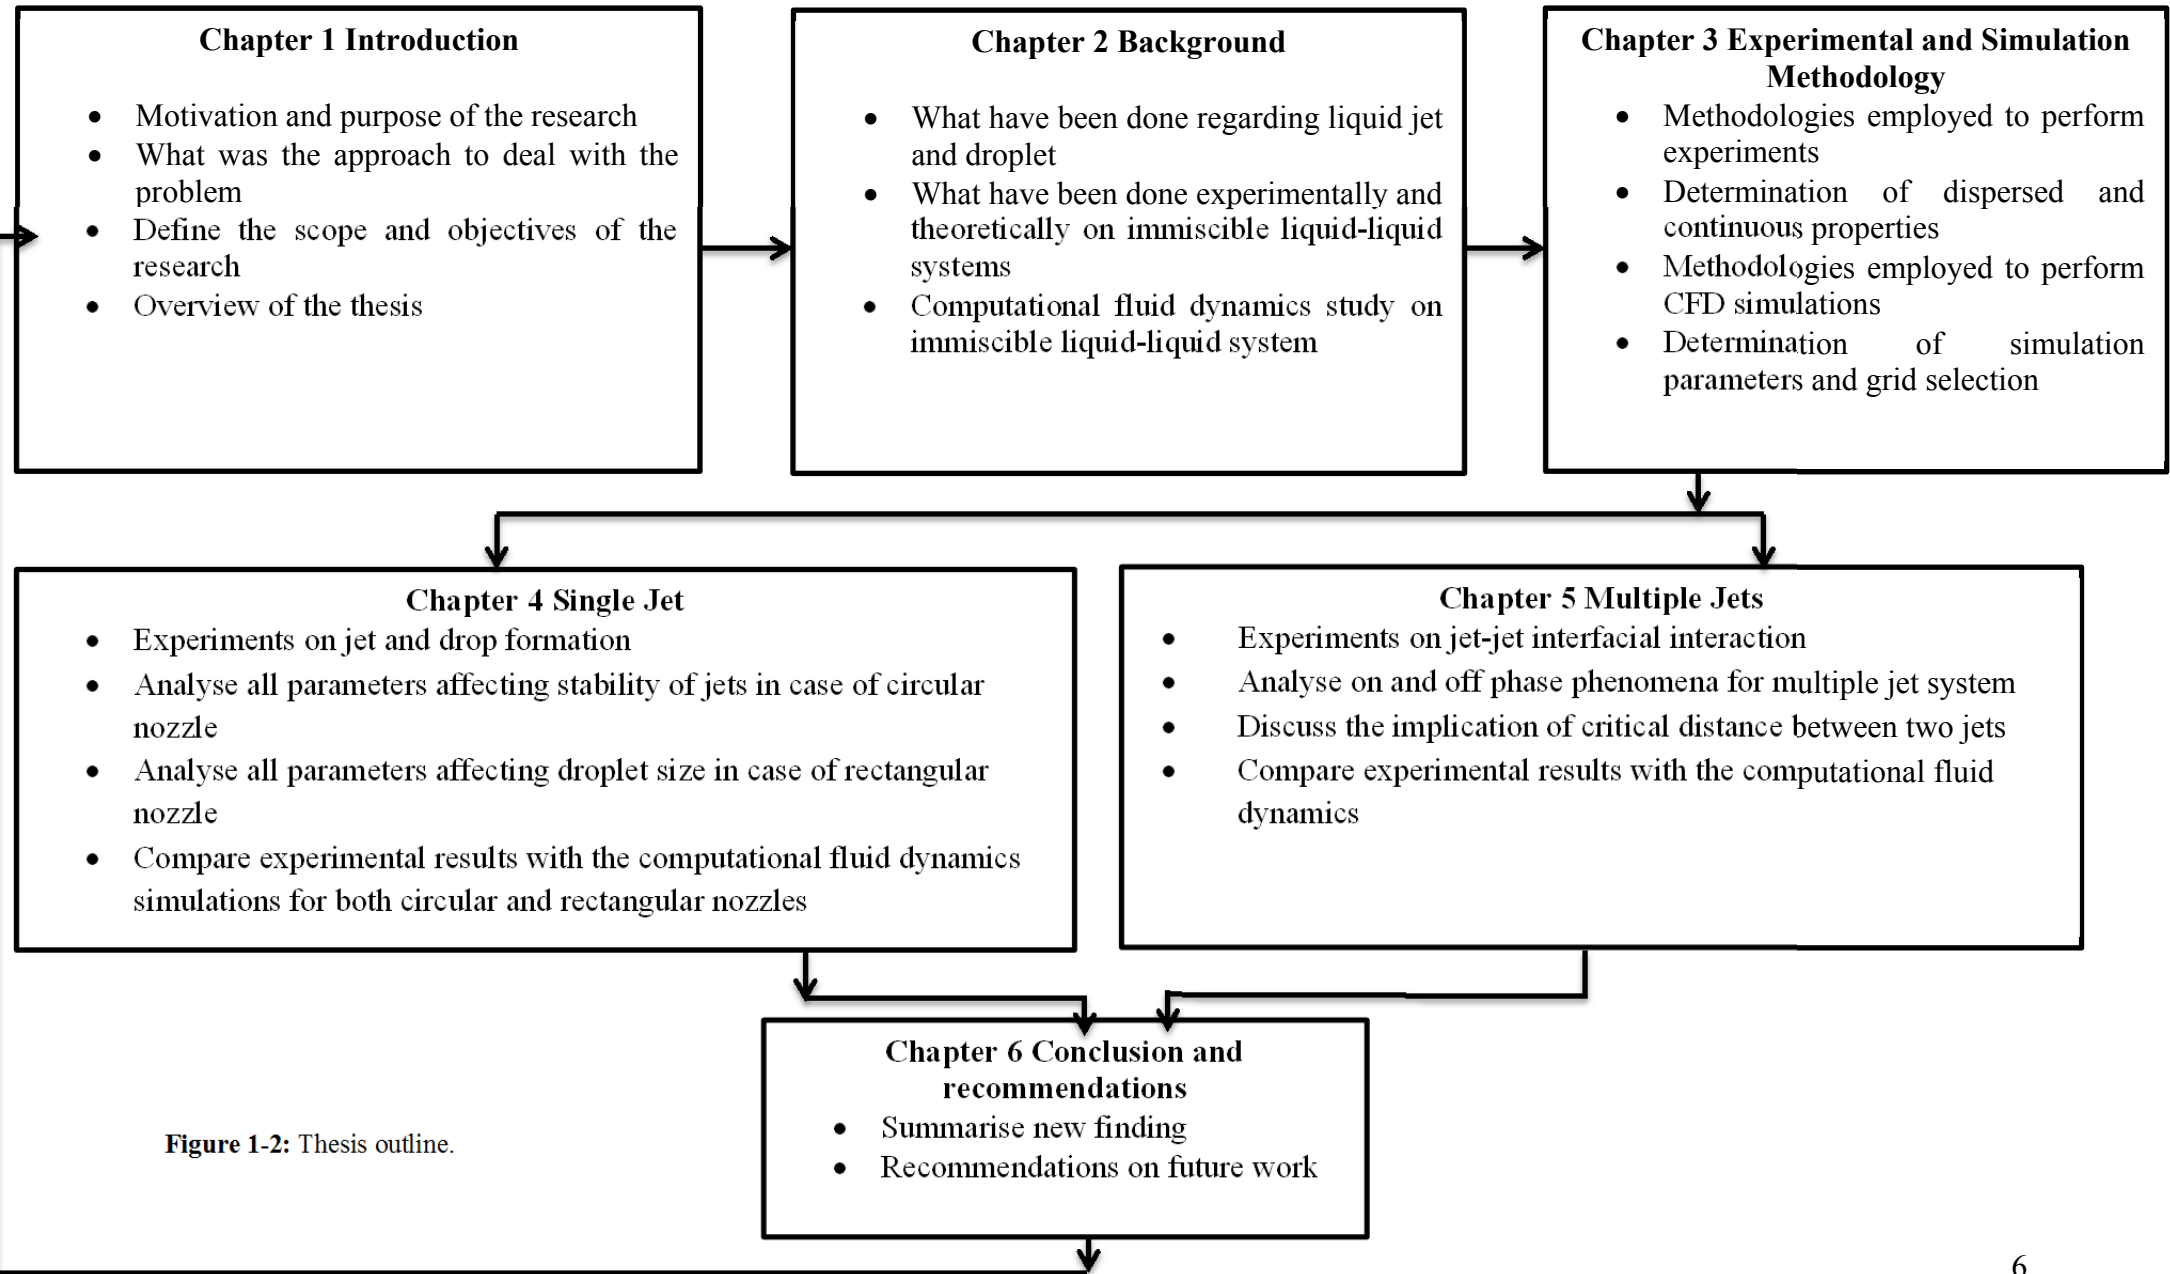 Chapter 1 Introduction
• Motivation and purpose of the research
• What was the approach to deal with the
problem
• Define the scope and objectives of the
research
• Overview of the thesis
Chapter 2 Background
• What have been done regarding liquid jet
and droplet
• What have been done experimentally and
theoretically on immiscible liquid-liquid
systems
• Computational fluid dynamics study on
immiscible liquid-liquid system
Chapter 3 Experimental and Simulation
Methodology
• Methodologies employed to perform
experiments
• Determination of dispersed and
continuous properties
• Methodologies employed to perform
CFD simulations
• Determination of simulation
parameters and grid selection
Chapter 4 Single Jet
• Experiments on jet and drop formation
• Analyse all parameters affecting stability of jets in case of circular
nozzle
• Analyse all parameters affecting droplet size in case of rectangular
nozzle
• Compare experimental results with the computational fluid dynamics
simulations for both circular and rectangular nozzles
Chapter 5 Multiple Jets
• Experiments on jet-jet interfacial interaction
• Analyse on and off phase phenomena for multiple jet system
• Discuss the implication of critical distance between two jets
• Compare experimental results with the computational fluid
dynamics
Chapter 6 Conclusion and
recommendations
• Summarise new finding
• Recommendations on future work
Figure 1-2: Thesis outline.
6